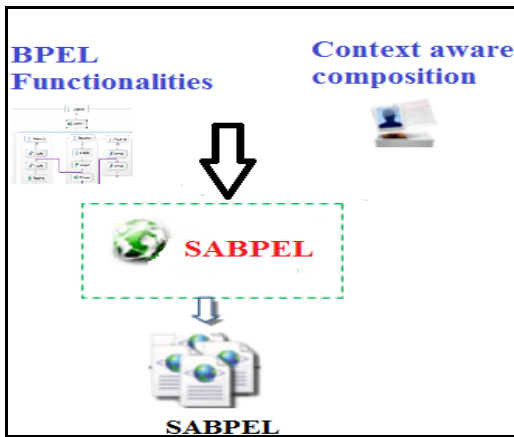 BPEL
Functionalities
Context aware
composition
SABPEL
SABPEL